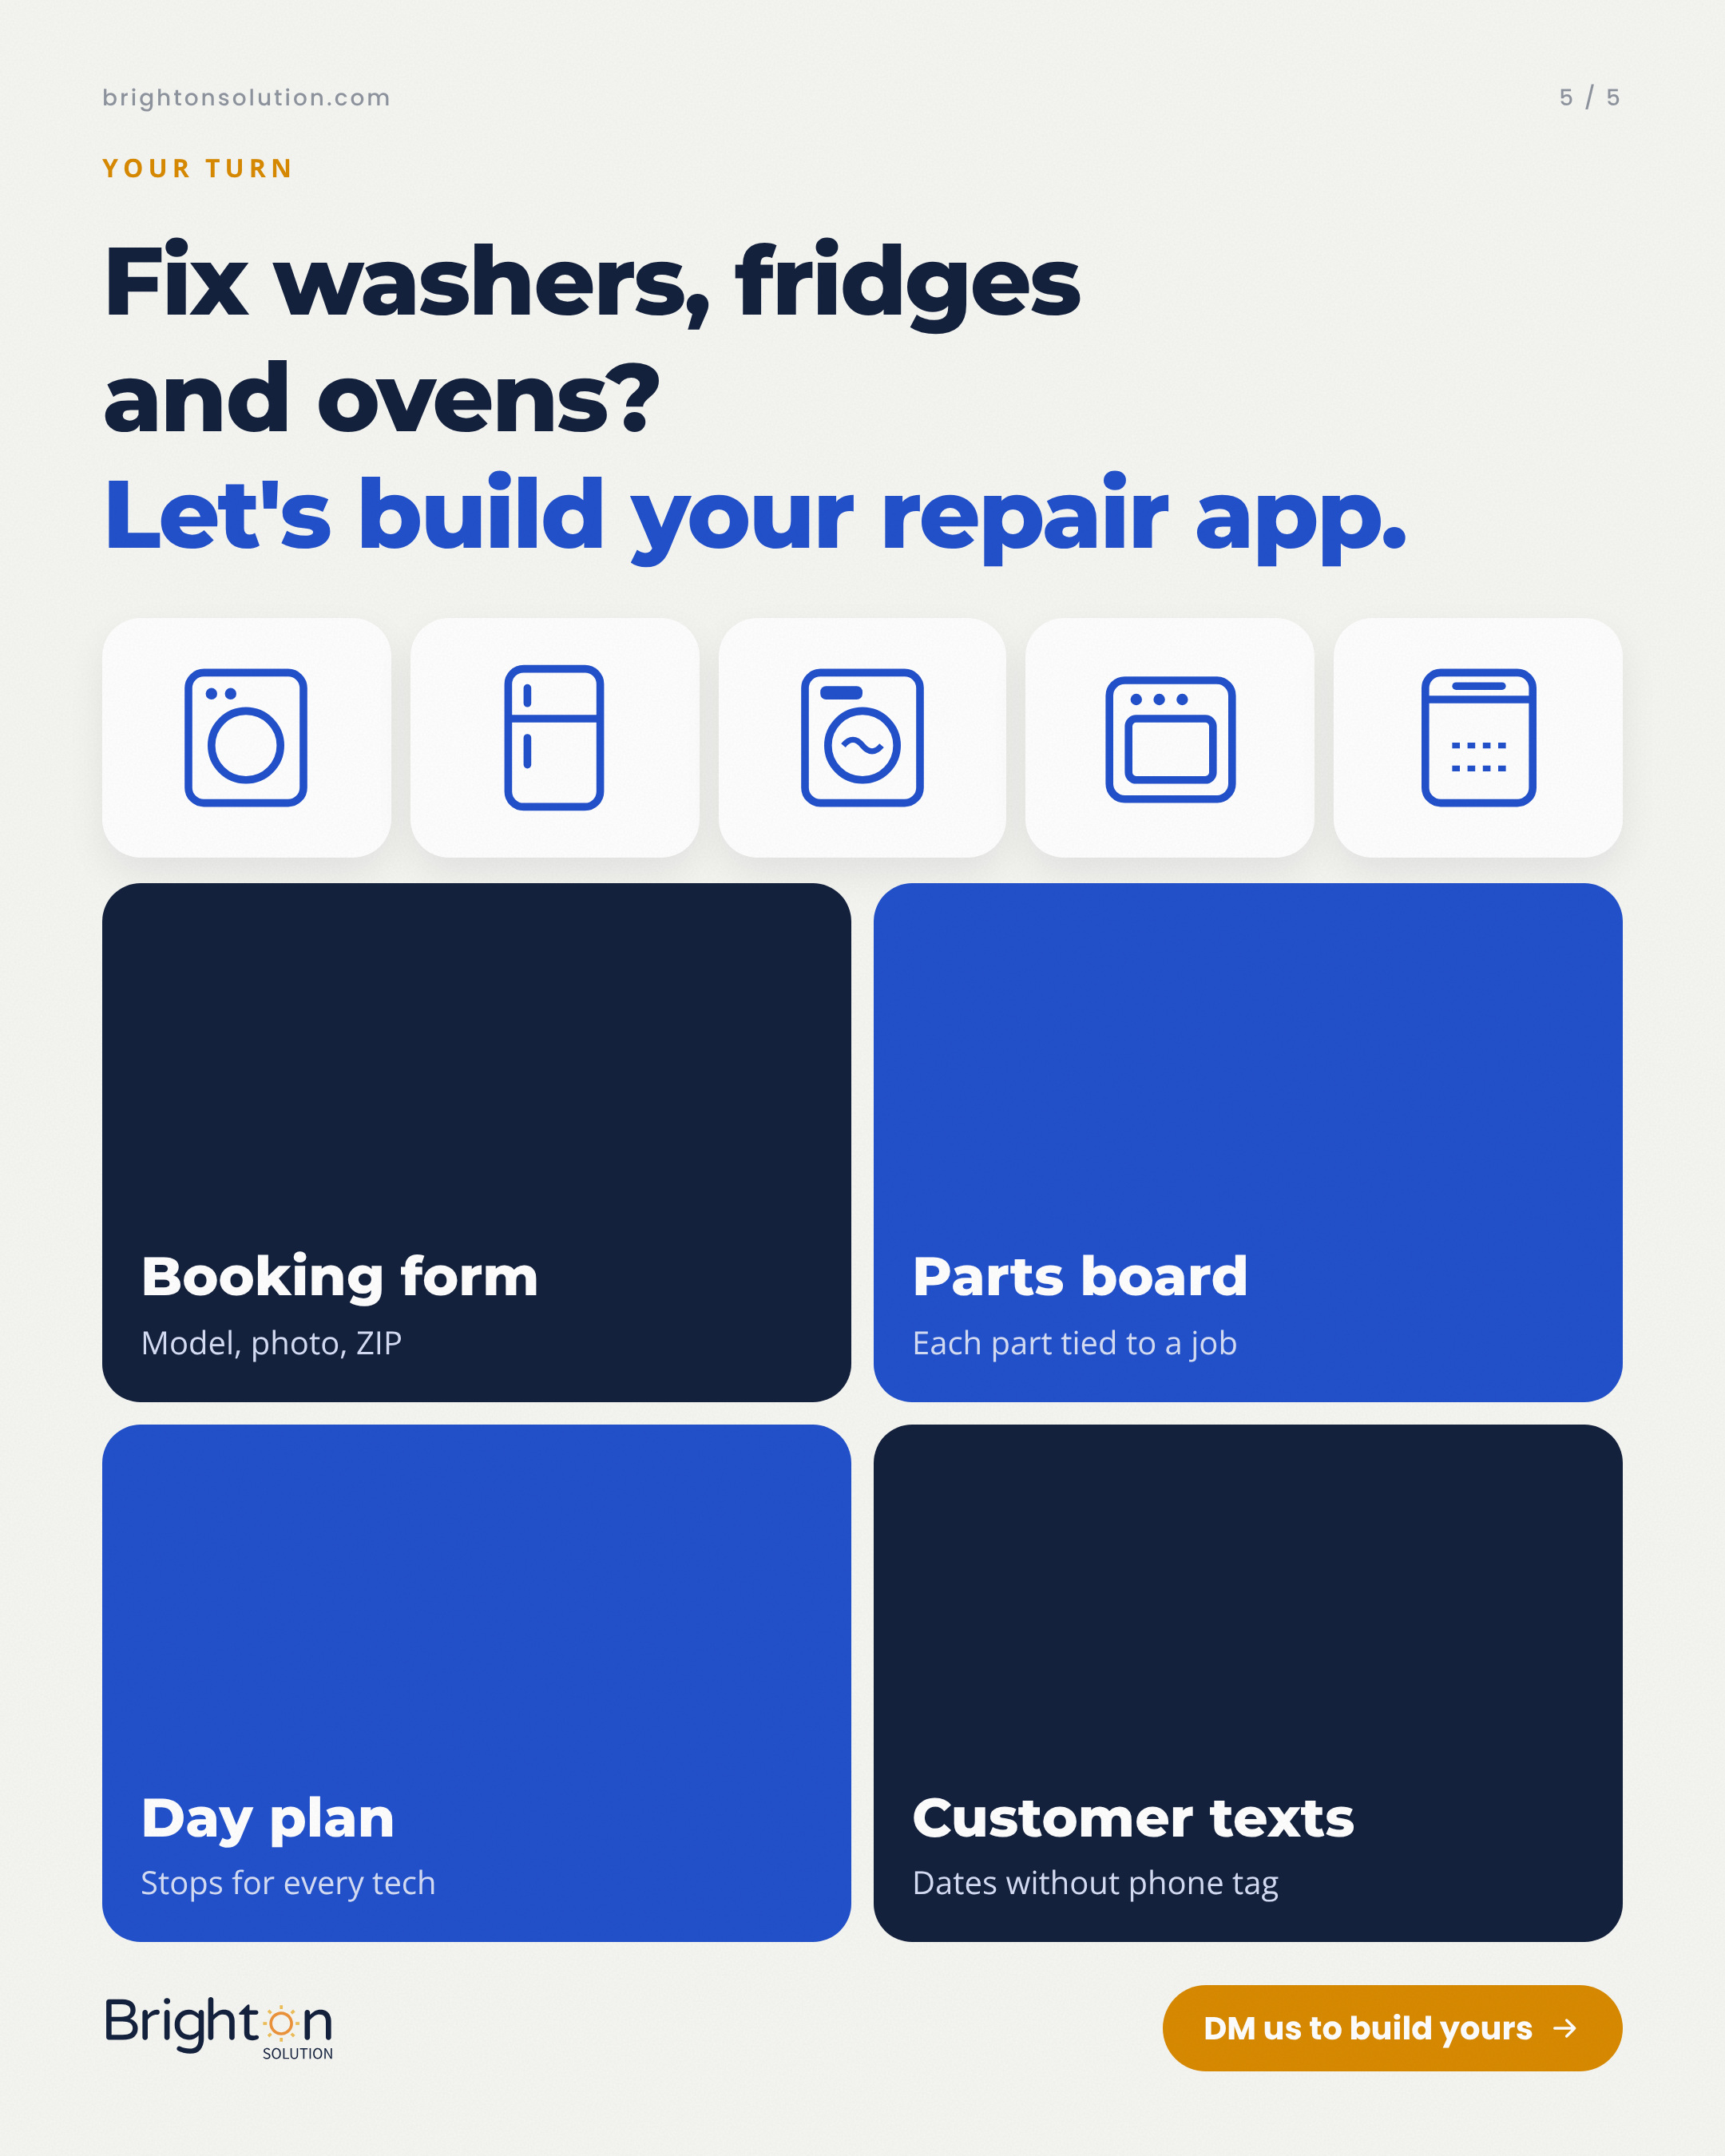 brightonsolution.com
5 / 5
YOUR TURN
Fix washers, fridges
and ovens?
Let's build your repair app.
Booking form
Model, photo, ZIP
Parts board
Each part tied to a job
Day plan
Stops for every tech
Customer texts
Dates without phone tag
Brighton
SOLUTION
DM us to build yours →